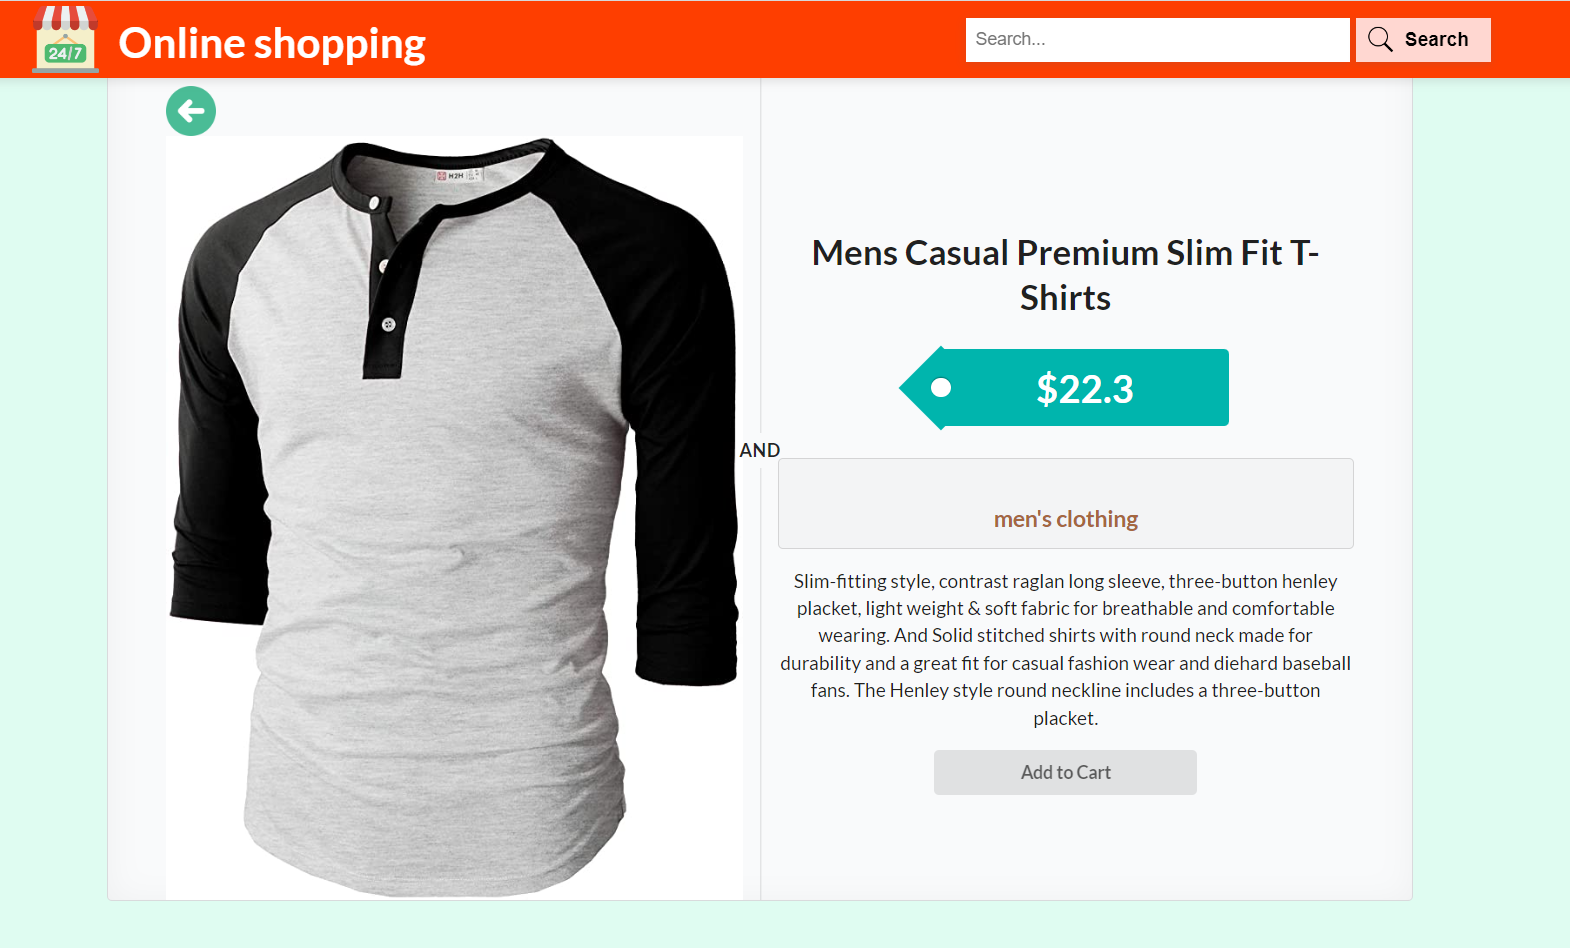 24/7
Online shopping
Search...
Search
H2H
Mens Casual Premium Slim Fit T-
Shirts
$22.3
AND
men's clothing
Slim-fitting style, contrast raglan long sleeve, three-button henley
placket, light weight & soft fabric for breathable and comfortable
wearing. And Solid stitched shirts with round neck made for
durability and a great fit for casual fashion wear and diehard baseball
fans. The Henley style round neckline includes a three-button
placket.
Add to Cart